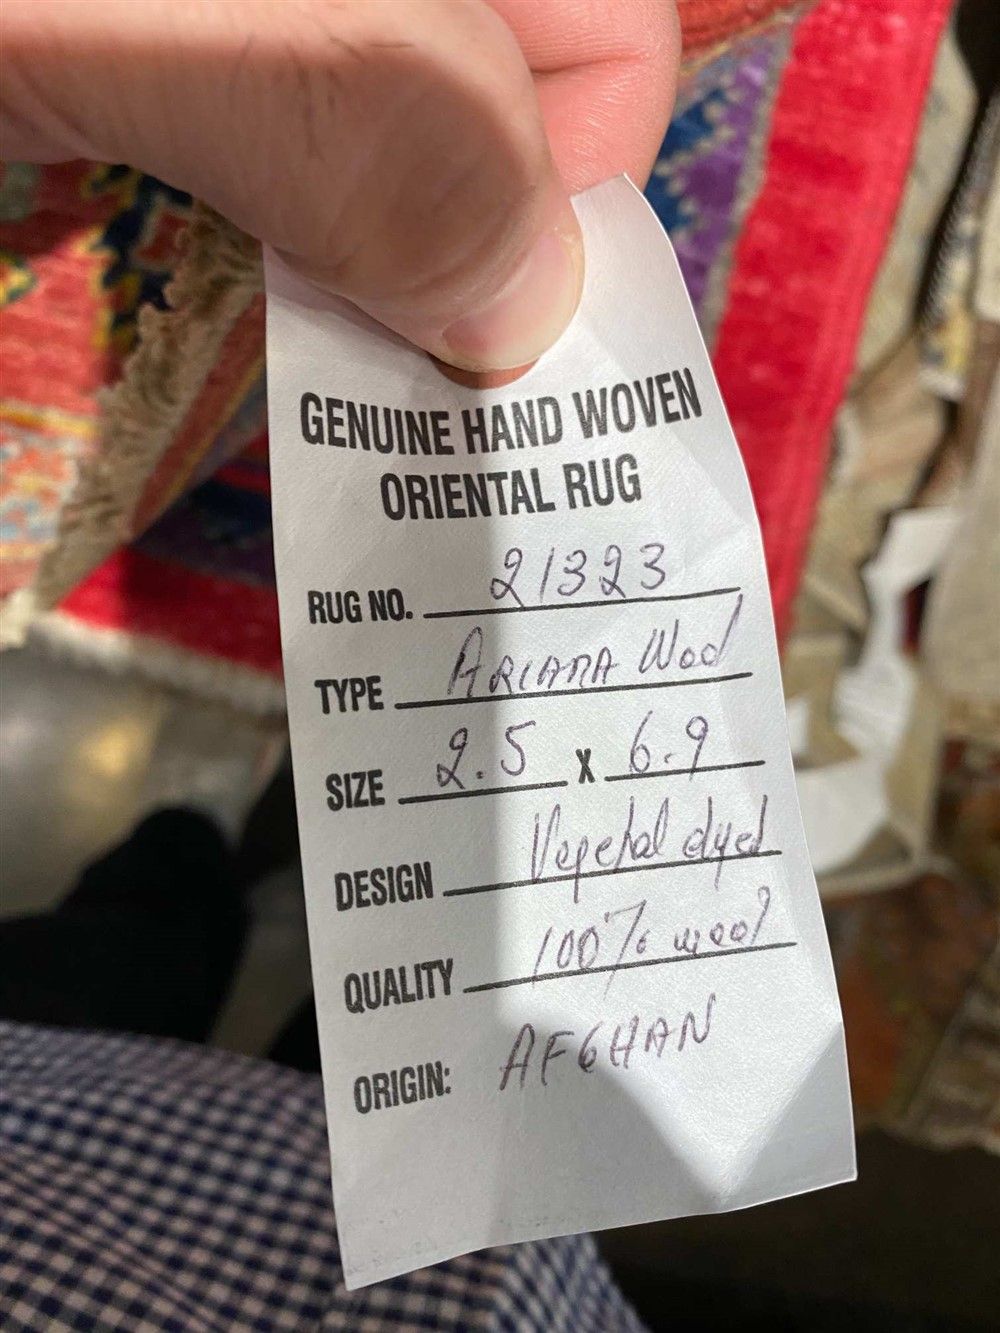 GENUINE HAND WOVEN
ORIENTAL RUG
RUG NO. 21323
TYPE ARIANA Wool
SIZE 2.5 X 6.9
DESIGN Vegetal dyed
QUALITY 100% wool
ORIGIN: AFGHAN